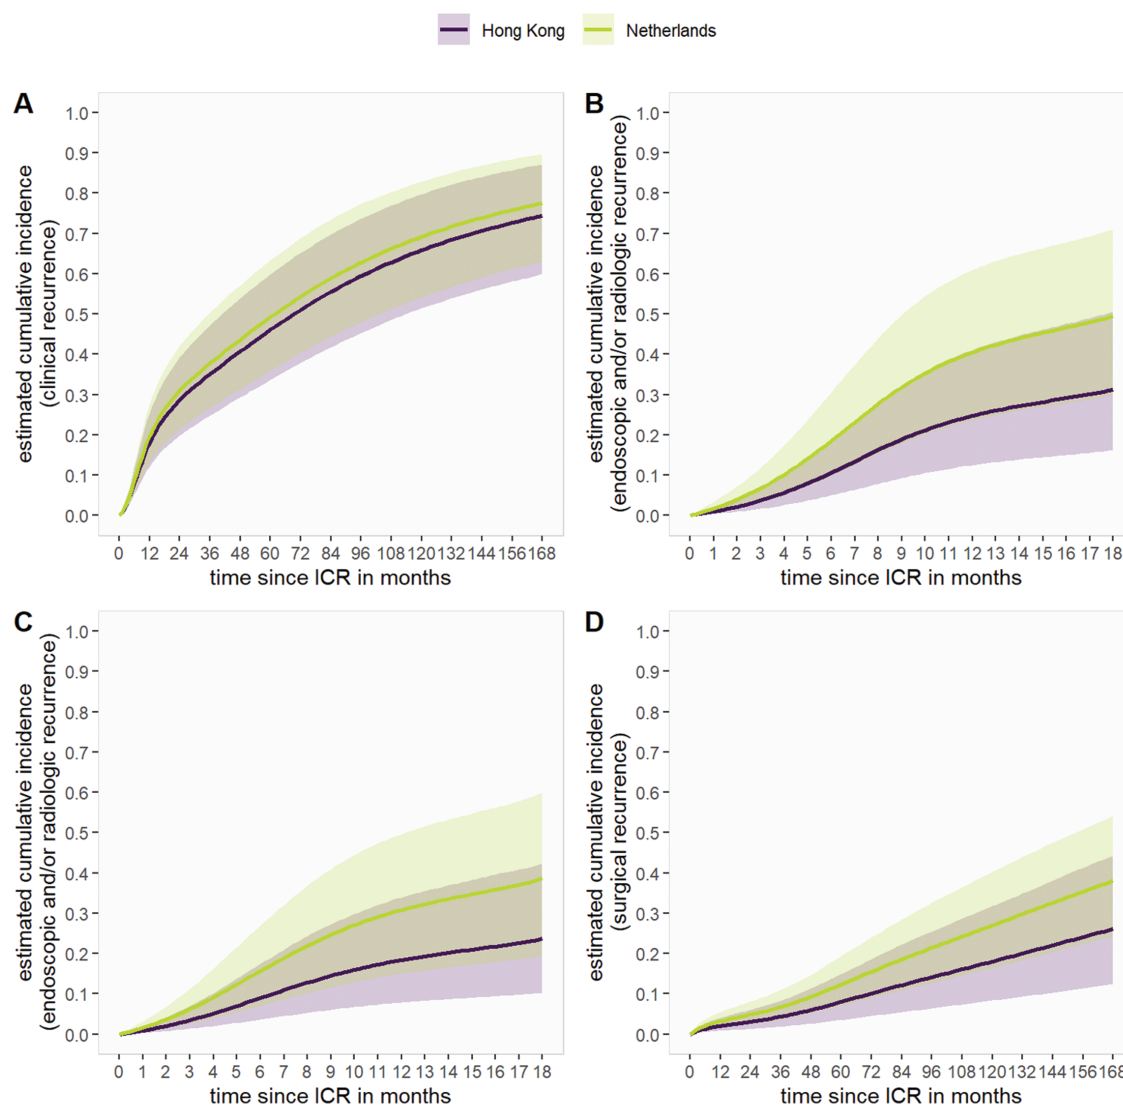 Hong Kong Netherlands
A
estimated cumulative incidence
(clinical recurrence)
1.0
0.9
0.8
0.7
0.6
0.5
0.4
0.3
0.2
0.1
0.0
0 12 24 36 48 60 72 84 96 108 120 132 144 156 168
time since ICR in months
B
estimated cumulative incidence
(endoscopic and/or radiologic recurrence)
1.0
0.9
0.8
0.7
0.6
0.5
0.4
0.3
0.2
0.1
0.0
0 1 2 3 4 5 6 7 8 9 10 11 12 13 14 15 16 17 18
time since ICR in months
C
estimated cumulative incidence
(endoscopic and/or radiologic recurrence)
1.0
0.9
0.8
0.7
0.6
0.5
0.4
0.3
0.2
0.1
0.0
0 1 2 3 4 5 6 7 8 9 10 11 12 13 14 15 16 17 18
time since ICR in months
D
estimated cumulative incidence
(surgical recurrence)
1.0
0.9
0.8
0.7
0.6
0.5
0.4
0.3
0.2
0.1
0.0
0 12 24 36 48 60 72 84 96 108 120 132 144 156 168
time since ICR in months